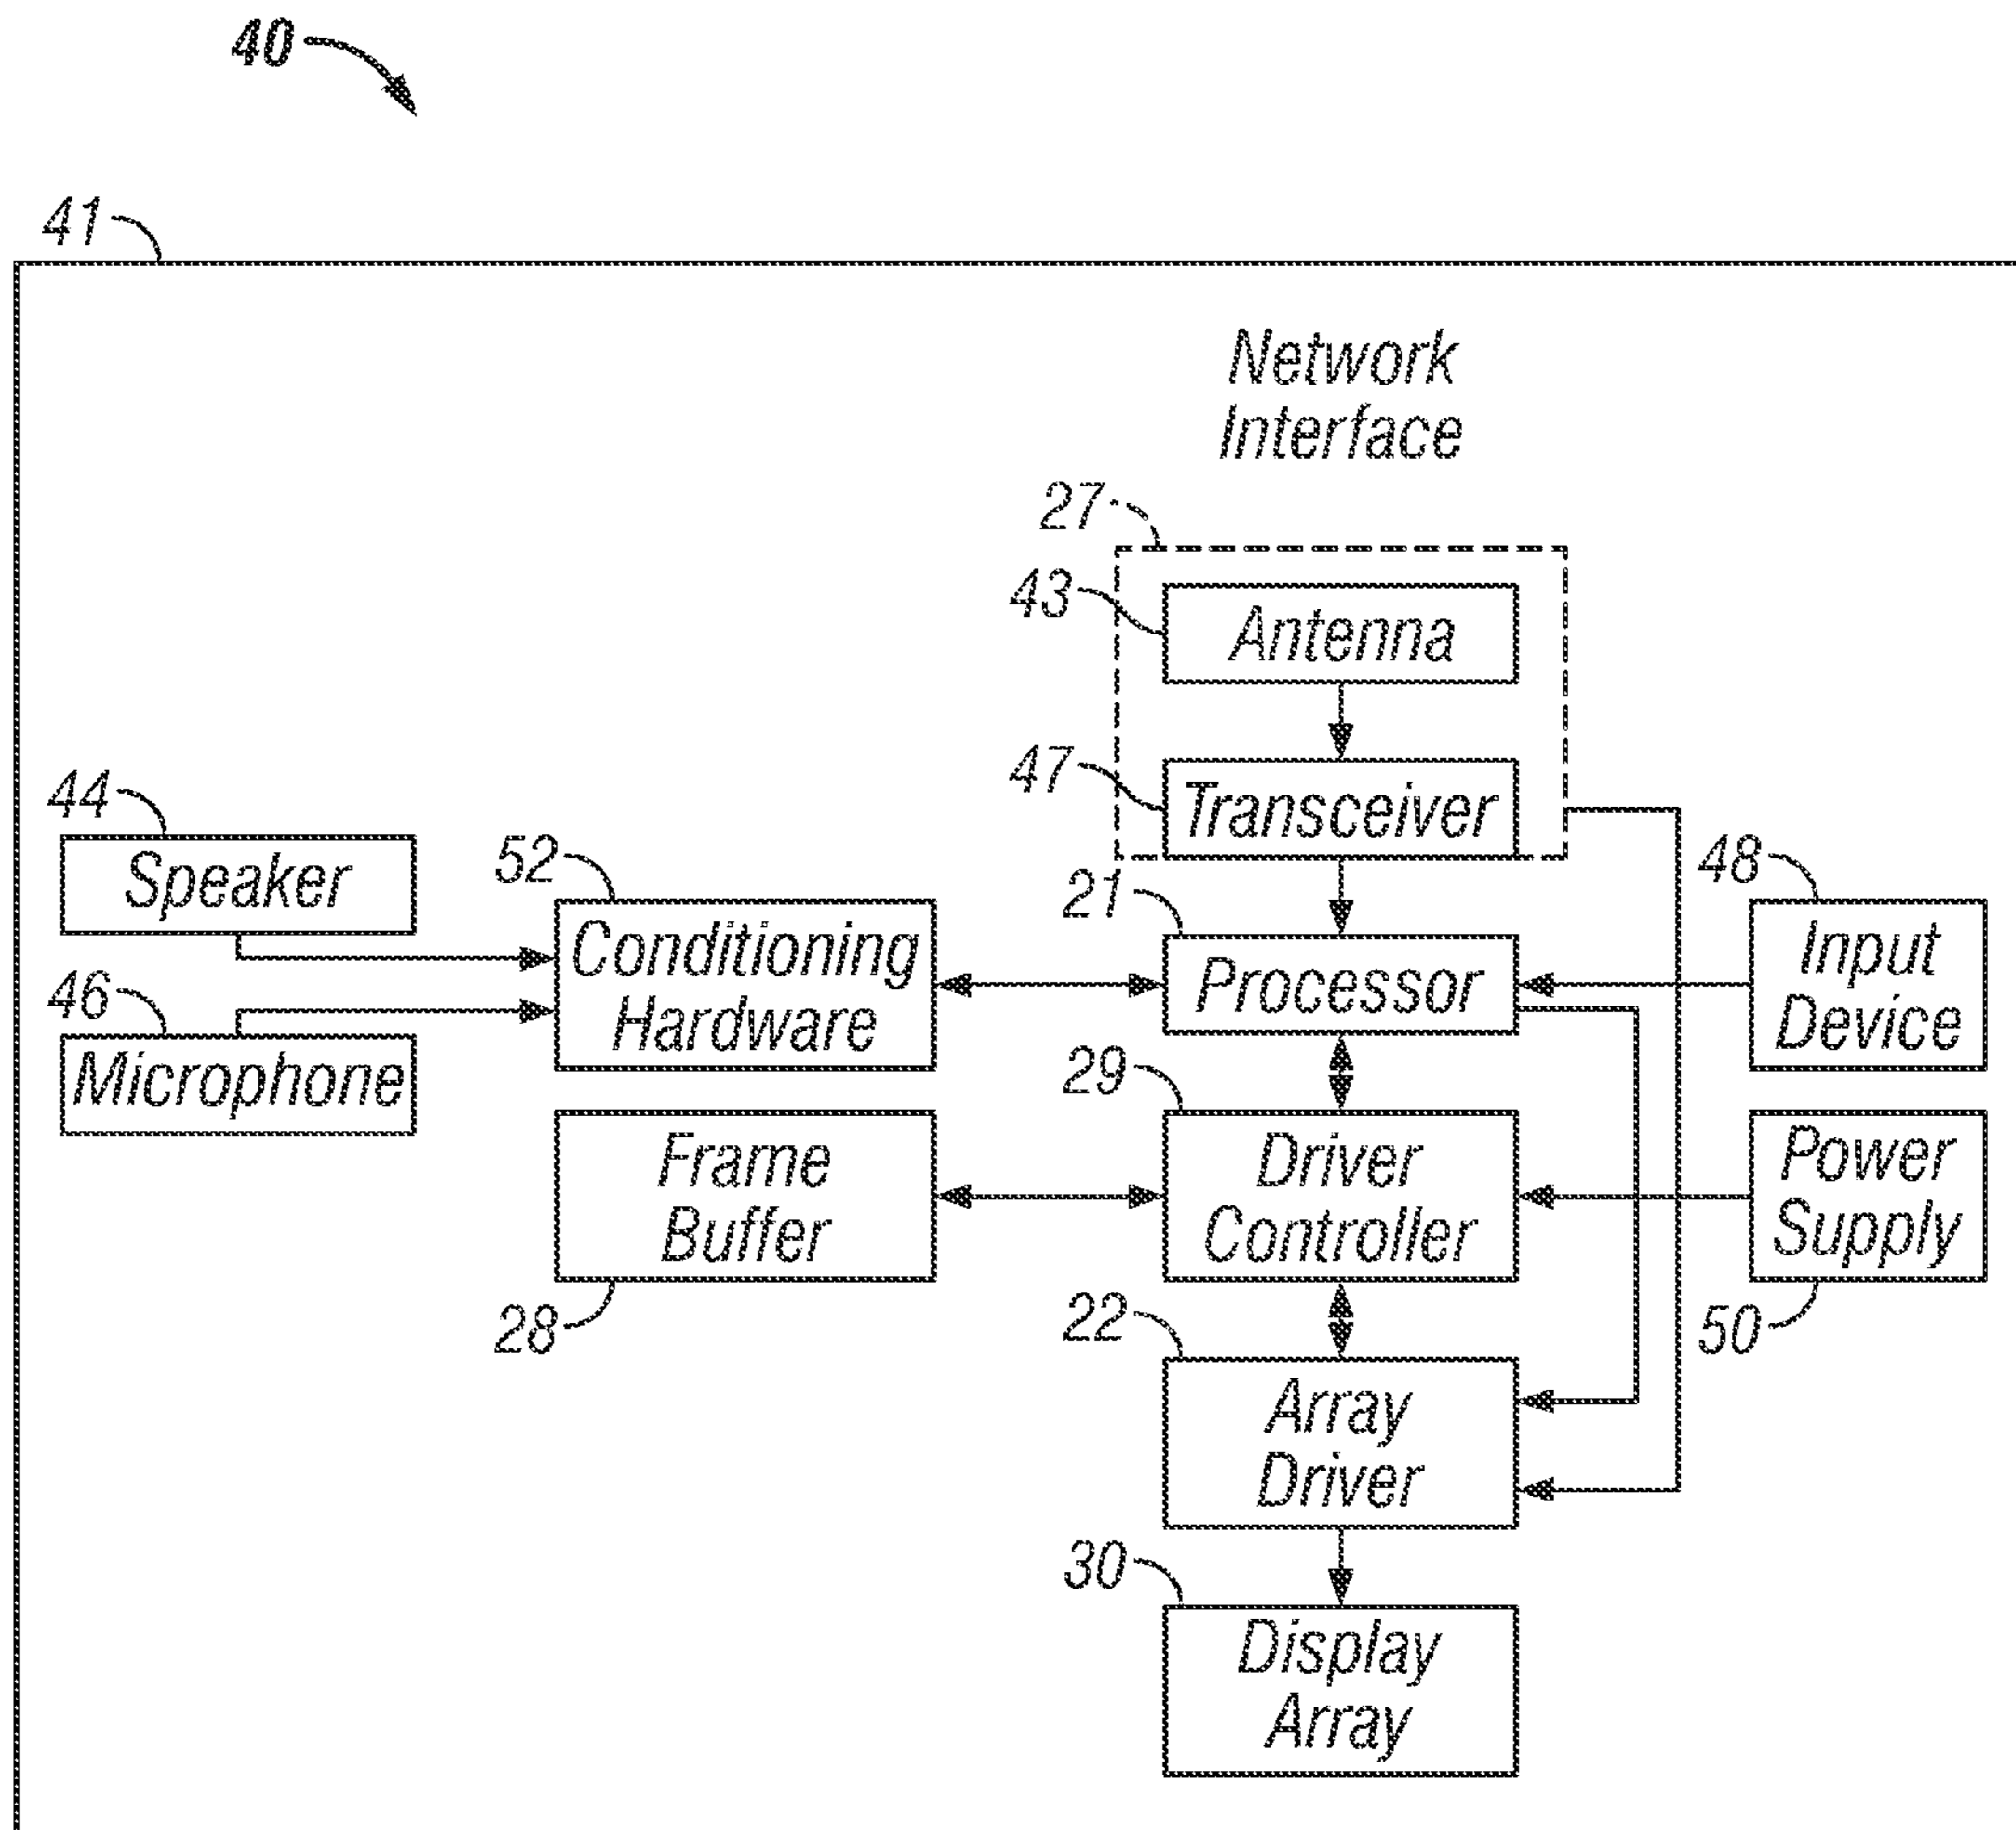 40
41
Network
Interface
27
43
Antenna
47
Transceiver
44
Speaker
52
Conditioning
Hardware
21
Processor
48
Input
Device
46
Microphone
29
Driver
Controller
Frame
Buffer
28
Power
Supply
50
22
Array
Driver
30
Display
Array